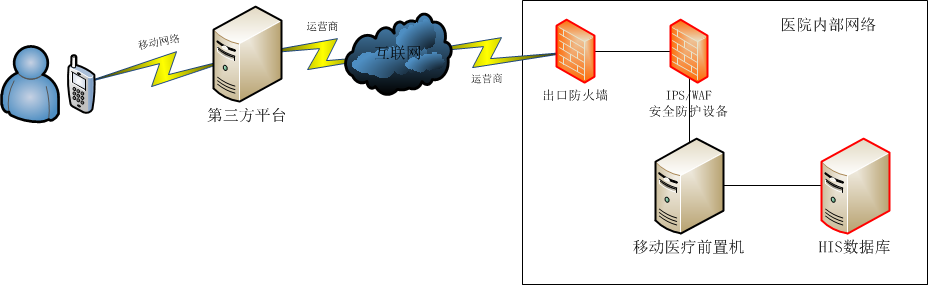 医院内部网络
运营商
移动网络
互联网
运营商
第三方平台
出口防火墙
IPS/WAF
安全防护设备
移动医疗前置机
HIS数据库